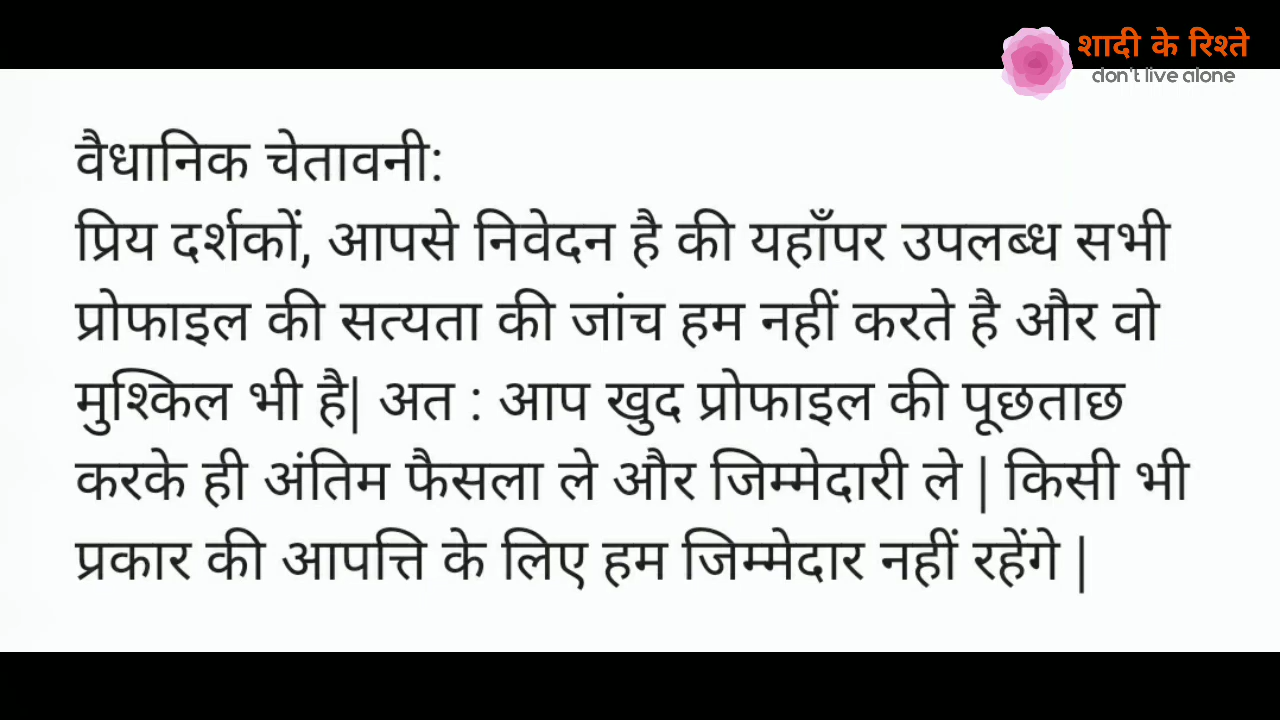 शादी के रिश्ते
don't live alone
वैधानिक चेतावनी:
प्रिय दर्शकों, आपसे निवेदन है की यहाँपर उपलब्ध सभी
प्रोफाइल की सत्यता की जांच हम नहीं करते है और वो
मुश्किल भी है| अत : आप खुद प्रोफाइल की पूछताछ
करके ही अंतिम फैसला ले और जिम्मेदारी ले | किसी भी
प्रकार की आपत्ति के लिए हम जिम्मेदार नहीं रहेंगे |